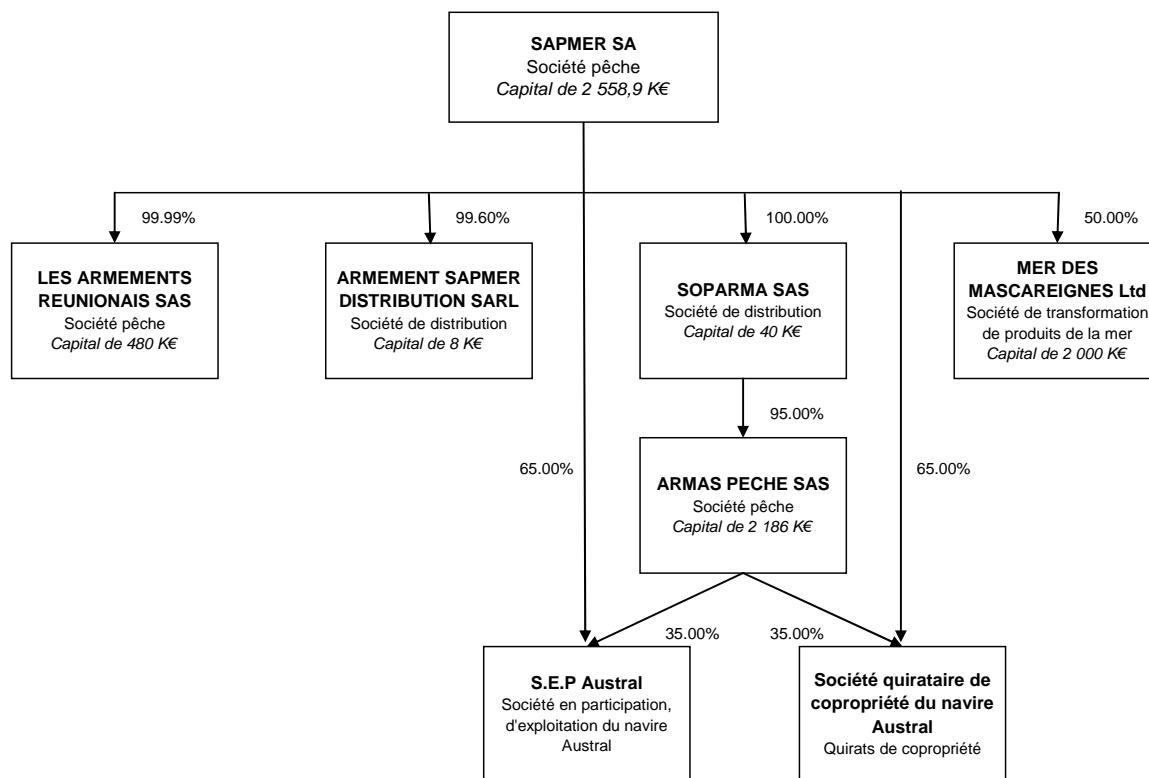 SAPMER SA
Société pêche
Capital de 2 558,9 K€
99.99%
99.60%
100.00%
50.00%
LES ARMEMENTS
REUNIONAIS SAS
Société pêche
Capital de 480 K€
ARMEMENT SAPMER
DISTRIBUTION SARL
Société de distribution
Capital de 8 K€
SOPARMA SAS
Société de distribution
Capital de 40 K€
MER DES
MASCAREIGNES Ltd
Société de transformation
de produits de la mer
Capital de 2 000 K€
95.00%
65.00%
65.00%
ARMAS PECHE SAS
Société pêche
Capital de 2 186 K€
35.00%
35.00%
S.E.P Austral
Société en participation,
d'exploitation du navire
Austral
Société quirataire de
copropriété du navire
Austral
Quirats de copropriété